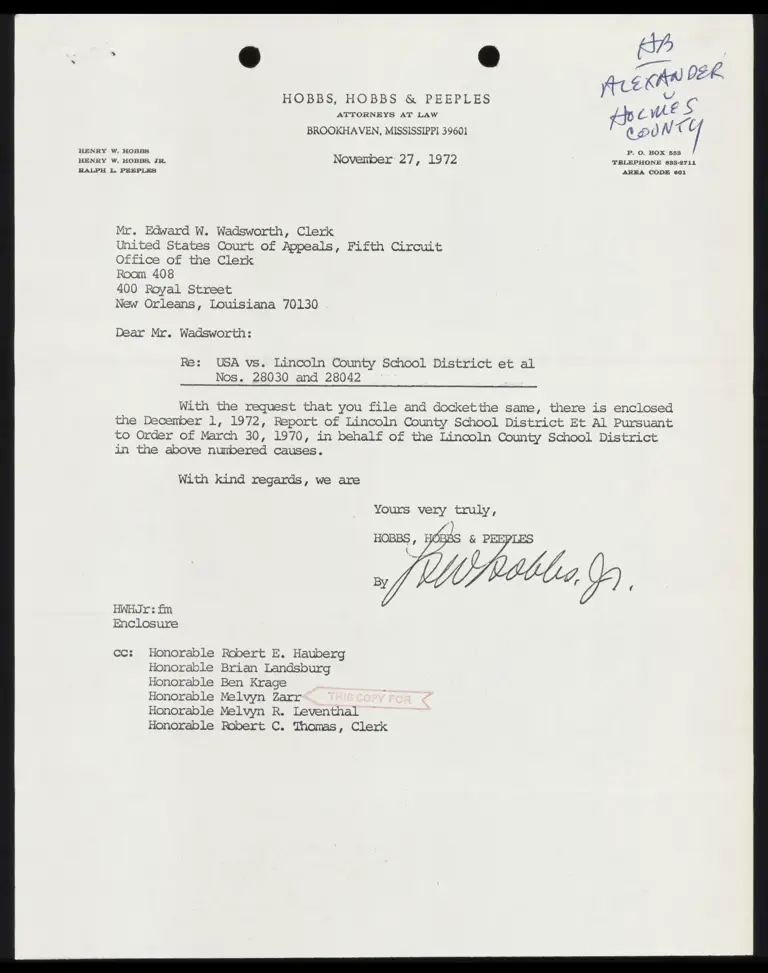 HB
ALEXANDER
v
HOLMES
COUNTY
HOBBS, HOBBS & PEEPLES
ATTORNEYS AT LAW
BROOKHAVEN, MISSISSIPPI 39601
HENRY W. HOBBS
HENRY W. HOBBS, JR.
RALPH L. PEEPLES
November 27, 1972
P. O. BOX 553
TELEPHONE 833-2711
AREA CODE 601
Mr. Edward W. Wadsworth, Clerk
United States Court of Appeals, Fifth Circuit
Office of the Clerk
Room 408
400 Royal Street
New Orleans, Louisiana 70130
Dear Mr. Wadsworth:
Re: USA vs. Lincoln County School District et al
Nos. 28030 and 28042
With the request that you file and docketthe same, there is enclosed
the December 1, 1972, Report of Lincoln County School District Et Al Pursuant
to Order of March 30, 1970, in behalf of the Lincoln County School District
in the above numbered causes.
With kind regards, we are
Yours very truly,
HOBBS, HOBBS & PEEPLES
By HWHobbs, Jr.
HWHJr:fm
Enclosure
cc: Honorable Robert E. Hauberg
Honorable Brian Landsburg
Honorable Ben Krage
Honorable Melvyn Zarr THIS COPY FOR
Honorable Melvyn R. Leventhal
Honorable Robert C. Thomas, Clerk